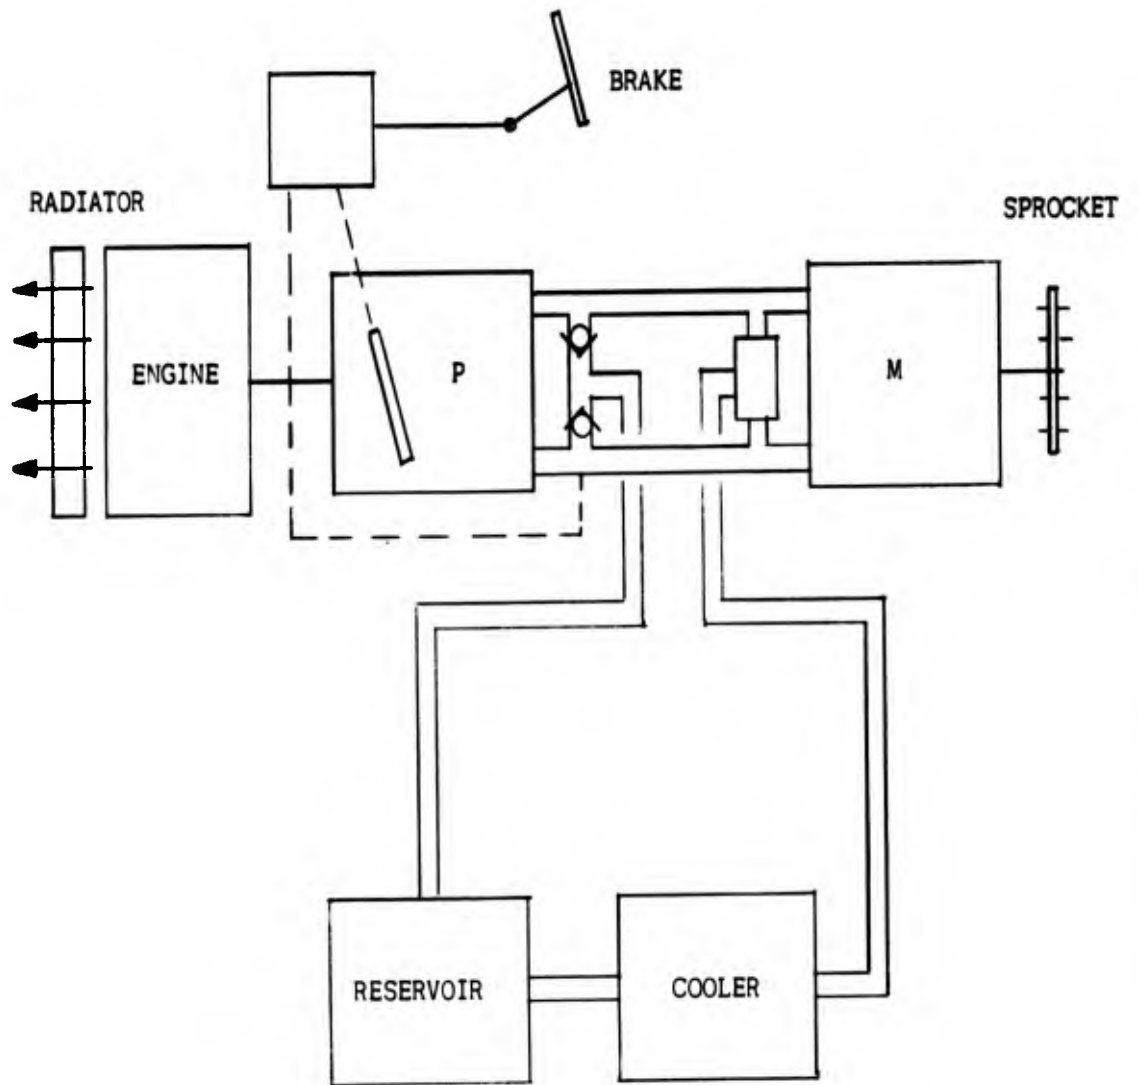 BRAKE
RADIATOR
SPROCKET
ENGINE
P
M
RESERVOIR
COOLER